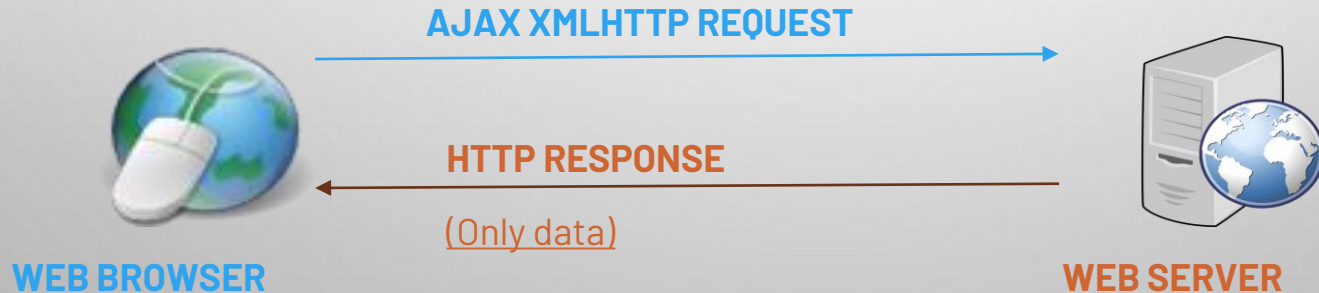 AJAX XMLHTTP REQUEST
HTTP RESPONSE
(Only data)
WEB BROWSER
WEB SERVER